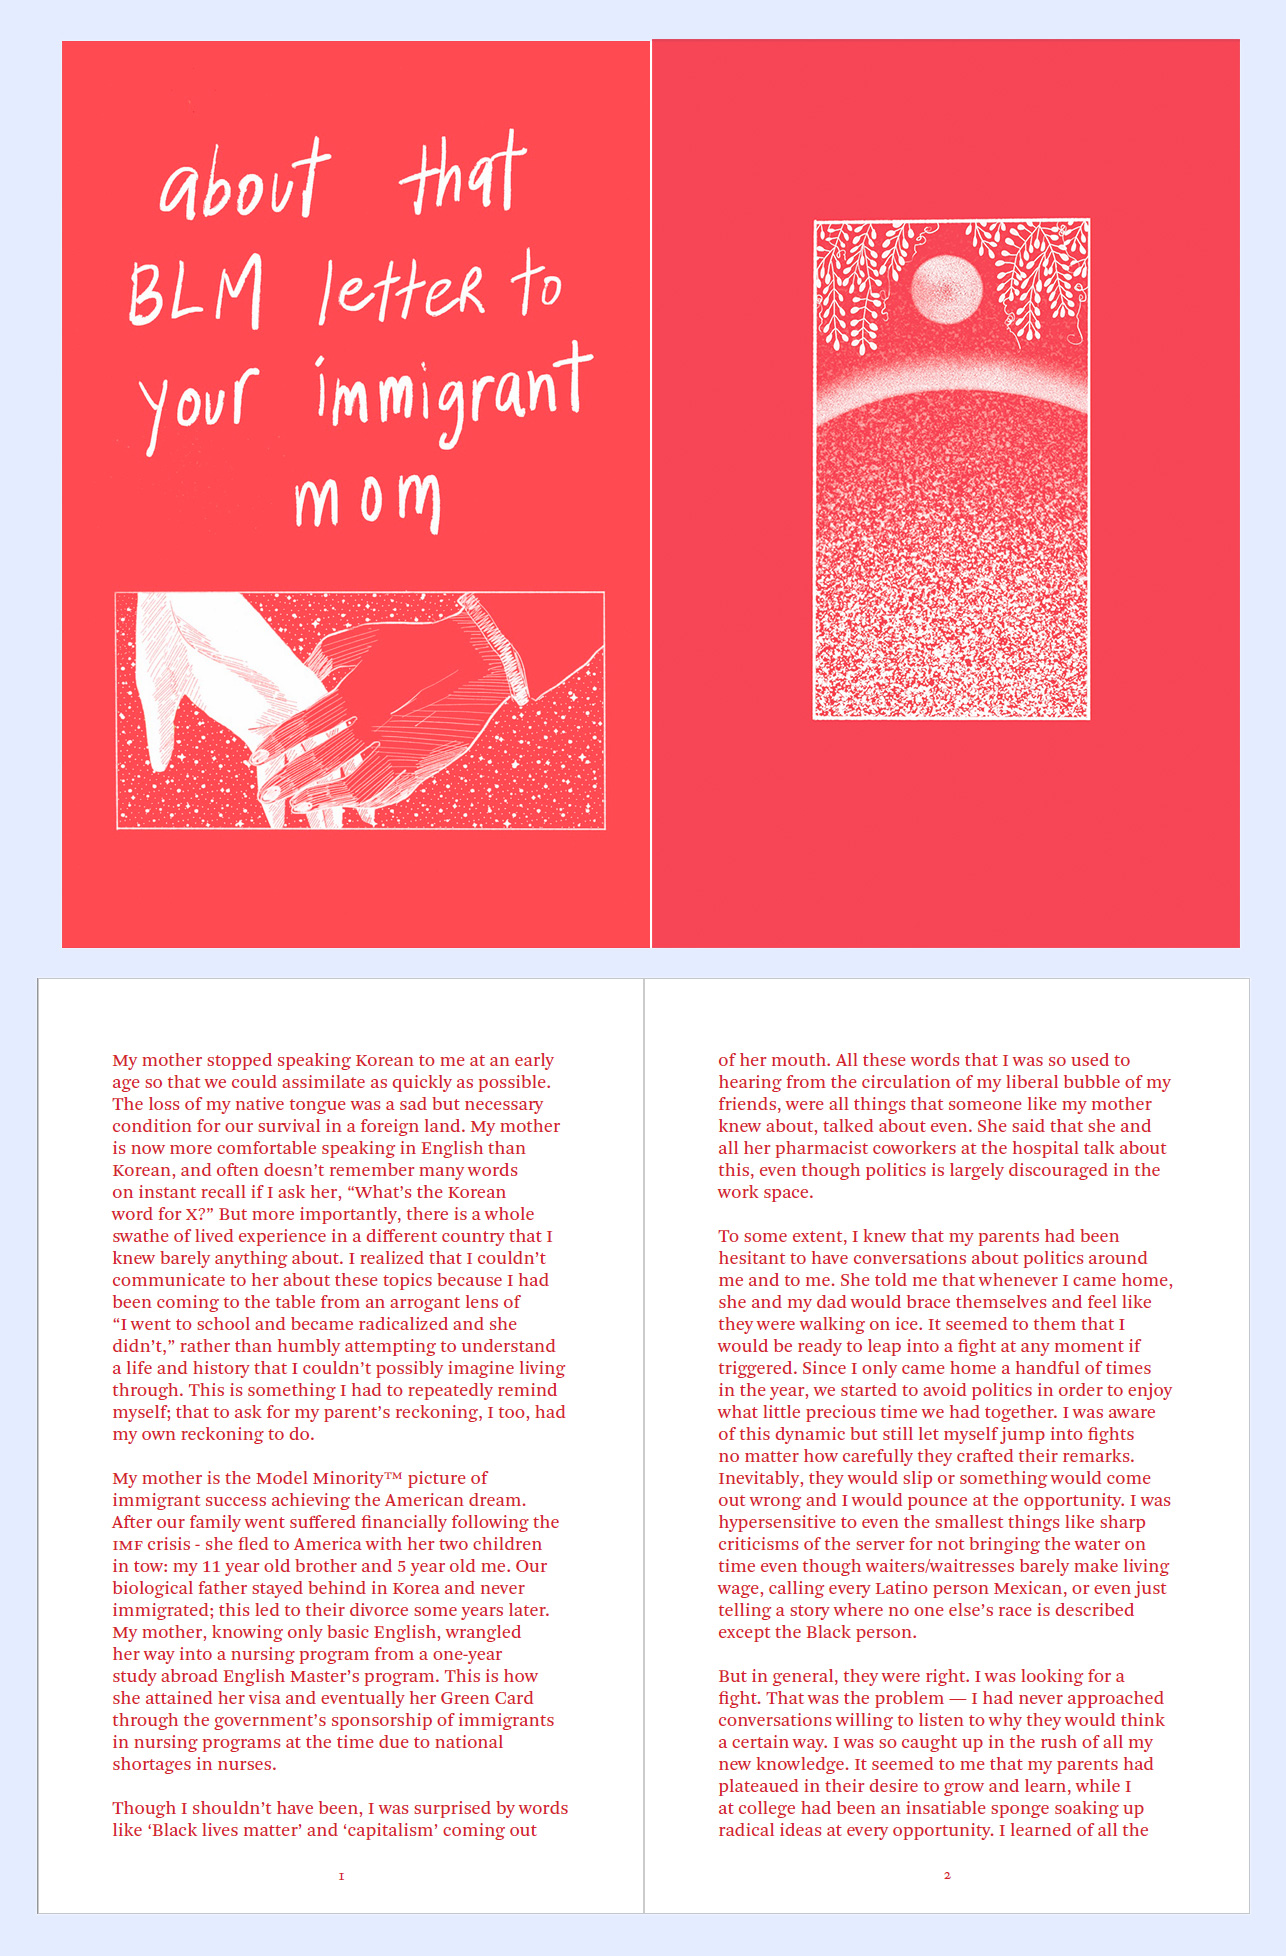 about that
BLM letter to
your immigrant
mom
My mother stopped speaking Korean to me at an early
age so that we could assimilate as quickly as possible.
The loss of my native tongue was a sad but necessary
condition for our survival in a foreign land. My mother
is now more comfortable speaking in English than
Korean, and often doesn’t remember many words
on instant recall if I ask her, “What’s the Korean
word for X?” But more importantly, there is a whole
swathe of lived experience in a different country that I
knew barely anything about. I realized that I couldn’t
communicate to her about these topics because I had
been coming to the table from an arrogant lens of
“I went to school and became radicalized and she
didn’t,” rather than humbly attempting to understand
a life and history that I couldn’t possibly imagine living
through. This is something I had to repeatedly remind
myself; that to ask for my parent’s reckoning, I too, had
my own reckoning to do.
My mother is the Model Minority™ picture of
immigrant success achieving the American dream.
After our family went suffered financially following the
IMF crisis - she fled to America with her two children
in tow: my 11 year old brother and 5 year old me. Our
biological father stayed behind in Korea and never
immigrated; this led to their divorce some years later.
My mother, knowing only basic English, wrangled
her way into a nursing program from a one-year
study abroad English Master’s program. This is how
she attained her visa and eventually her Green Card
through the government’s sponsorship of immigrants
in nursing programs at the time due to national
shortages in nurses.
Though I shouldn’t have been, I was surprised by words
like ‘Black lives matter’ and ‘capitalism’ coming out
1
of her mouth. All these words that I was so used to
hearing from the circulation of my liberal bubble of my
friends, were all things that someone like my mother
knew about, talked about even. She said that she and
all her pharmacist coworkers at the hospital talk about
this, even though politics is largely discouraged in the
work space.
To some extent, I knew that my parents had been
hesitant to have conversations about politics around
me and to me. She told me that whenever I came home,
she and my dad would brace themselves and feel like
they were walking on ice. It seemed to them that I
would be ready to leap into a fight at any moment if
triggered. Since I only came home a handful of times
in the year, we started to avoid politics in order to enjoy
what little precious time we had together. I was aware
of this dynamic but still let myself jump into fights
no matter how carefully they crafted their remarks.
Inevitably, they would slip or something would come
out wrong and I would pounce at the opportunity. I was
hypersensitive to even the smallest things like sharp
criticisms of the server for not bringing the water on
time even though waiters/waitresses barely make living
wage, calling every Latino person Mexican, or even just
telling a story where no one else’s race is described
except the Black person.
But in general, they were right. I was looking for a
fight. That was the problem — I had never approached
conversations willing to listen to why they would think
a certain way. I was so caught up in the rush of all my
new knowledge. It seemed to me that my parents had
plateaued in their desire to grow and learn, while I
at college had been an insatiable sponge soaking up
radical ideas at every opportunity. I learned of all the
2